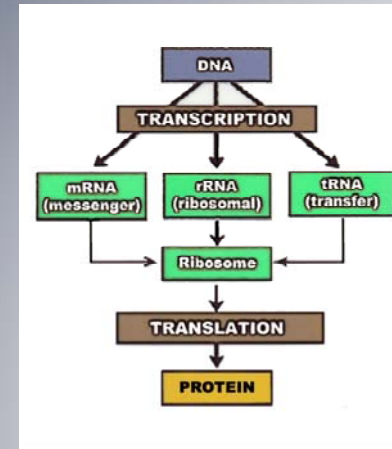 DNA
TRANSCRIPTION
mRNA
(messenger)
rRNA
(ribosomal)
tRNA
(transfer)
Ribosome
TRANSLATION
PROTEIN